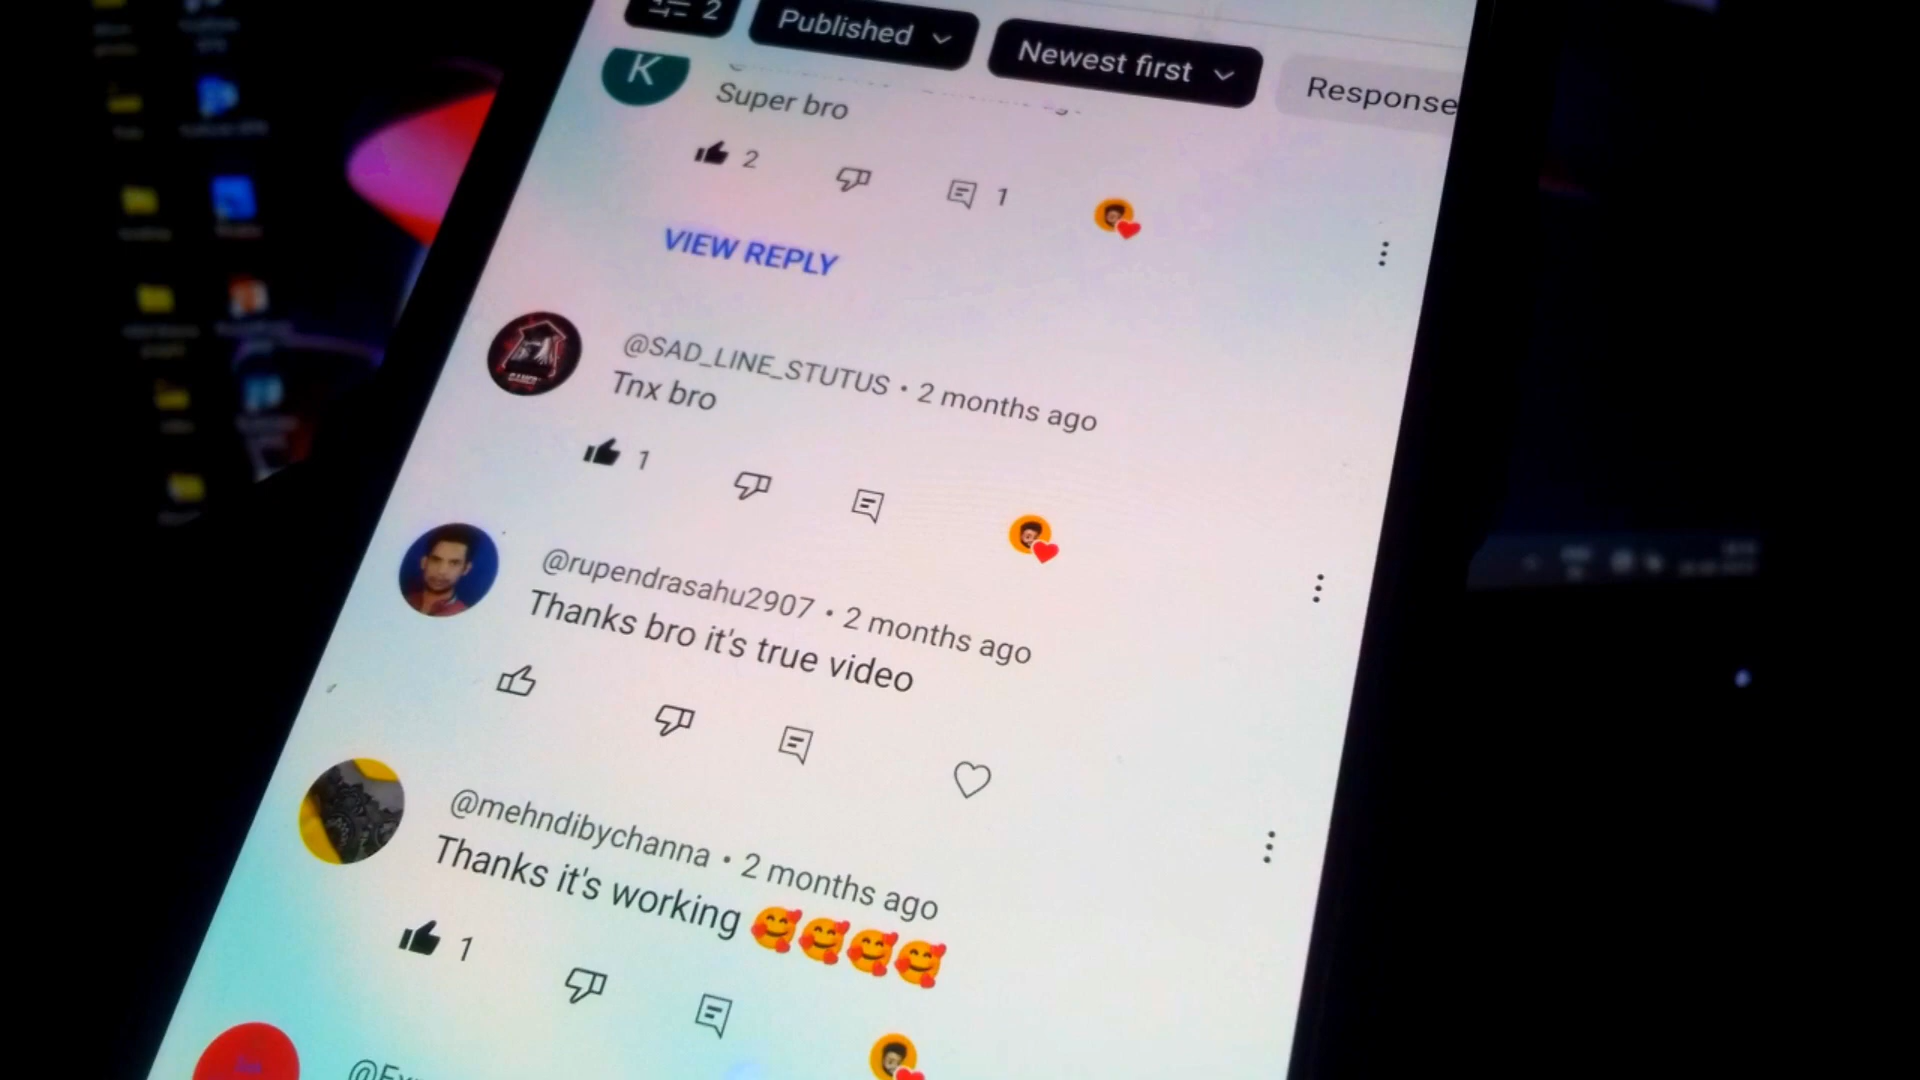 2
Published
Newest first
Response
K
Super bro
2
1
VIEW REPLY
@SAD_LINE_STUTUS • 2 months ago
Tnx bro
1
@rupendrasahu2907 • 2 months ago
Thanks bro it's true video
@mehndibychanna • 2 months ago
Thanks it's working 🥰🥰🥰🥰
1